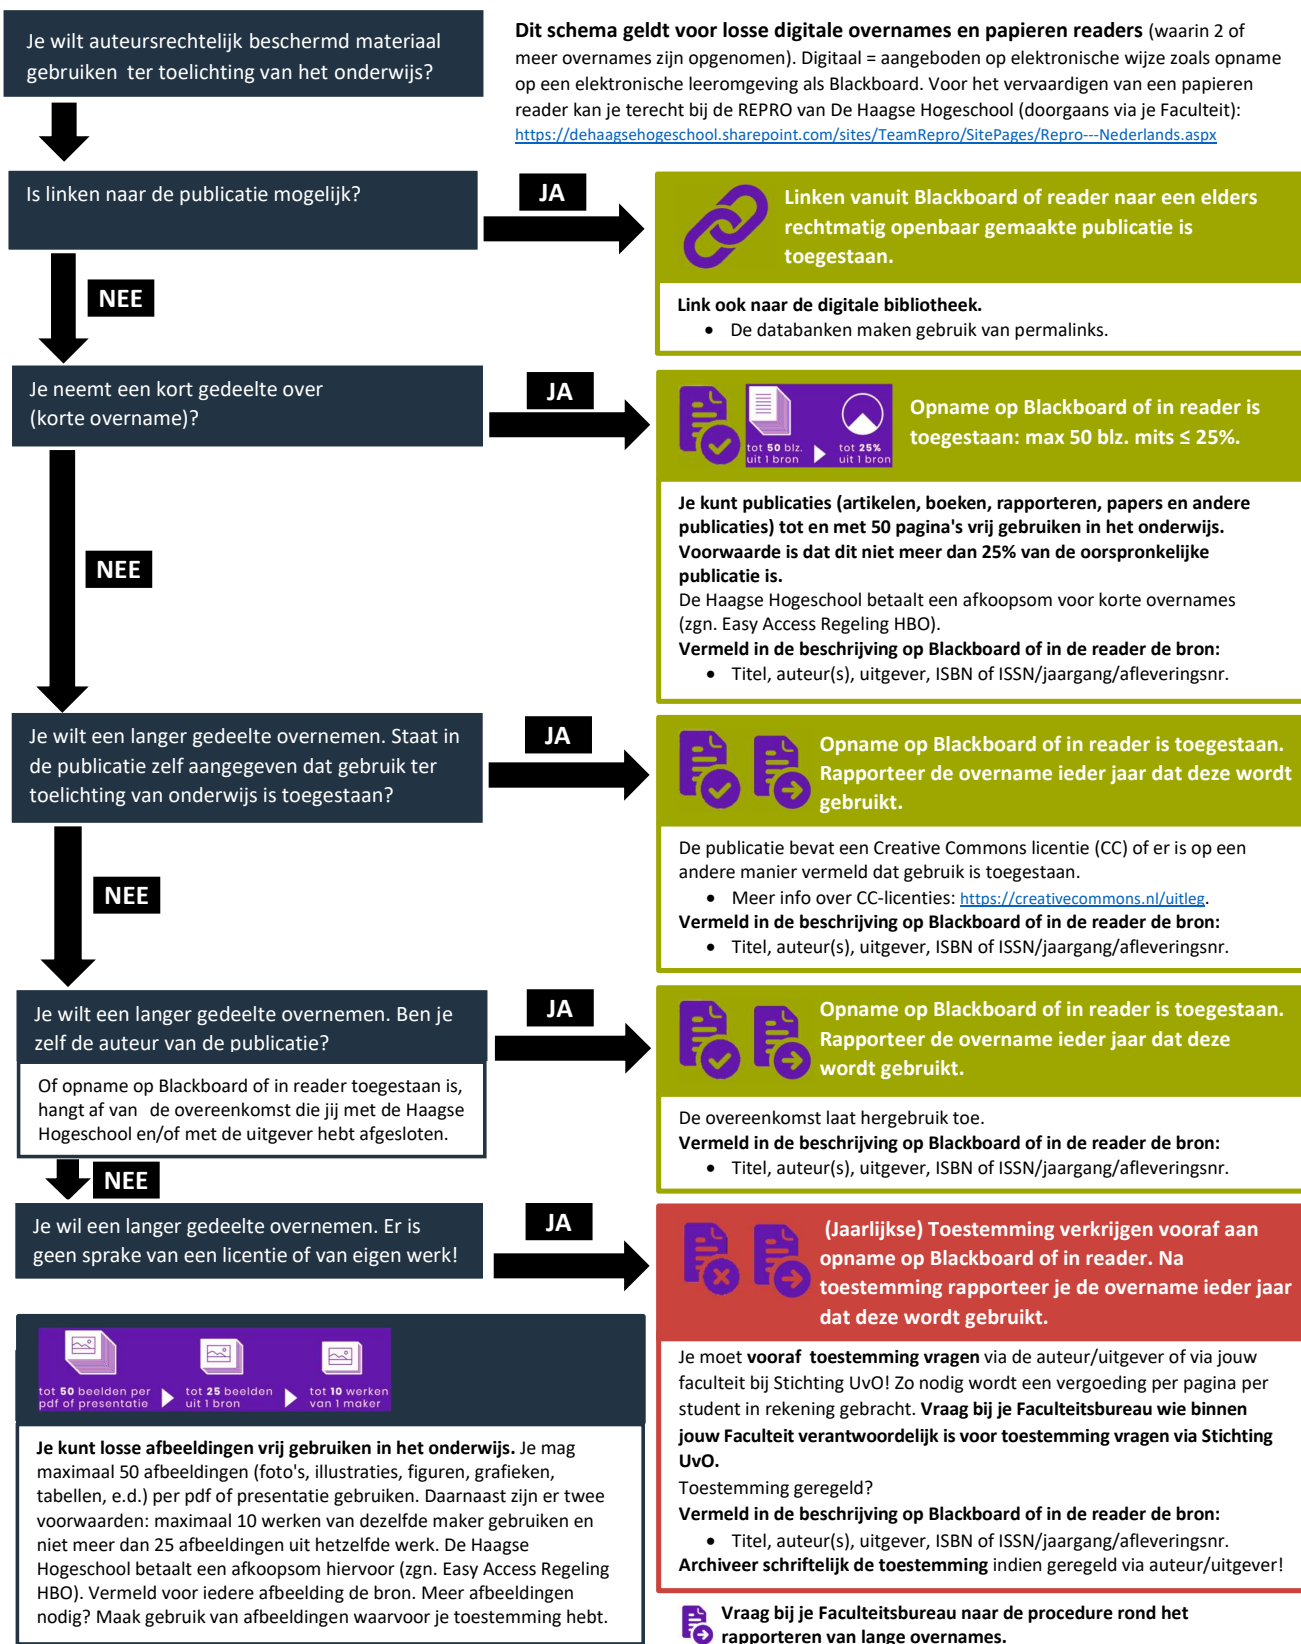 Je wilt auteursrechtelijk beschermd materiaal
gebruiken ter toelichting van het onderwijs?
Dit schema geldt voor losse digitale overnames en papieren readers (waarin 2 of
meer overnames zijn opgenomen). Digitaal = aangeboden op elektronische wijze zoals opname
op een elektronische leeromgeving als Blackboard. Voor het vervaardigen van een papieren
reader kan je terecht bij de REPRO van De Haagse Hogeschool (doorgaans via je Faculteit):
https://dehaagsehogeschool.sharepoint.com/sites/TeamRepro/SitePages/Repro---Nederlands.aspx
Is linken naar de publicatie mogelijk?
JA
Linken vanuit Blackboard of reader naar een elders
rechtmatig openbaar gemaakte publicatie is
toegestaan.
Link ook naar de digitale bibliotheek.
• De databanken maken gebruik van permalinks.
NEE
Je neemt een kort gedeelte over
(korte overname)?
JA
tot 50 blz.
uit 1 bron
tot 25%
uit 1 bron
Opname op Blackboard of in reader is
toegestaan: max 50 blz. mits ≤ 25%.
Je kunt publicaties (artikelen, boeken, rapporteren, papers en andere
publicaties) tot en met 50 pagina's vrij gebruiken in het onderwijs.
Voorwaarde is dat dit niet meer dan 25% van de oorspronkelijke
publicatie is.
De Haagse Hogeschool betaalt een afkoopsom voor korte overnames
(zgn. Easy Access Regeling HBO).
Vermeld in de beschrijving op Blackboard of in de reader de bron:
• Titel, auteur(s), uitgever, ISBN of ISSN/jaargang/afleveringsnr.
NEE
Je wilt een langer gedeelte overnemen. Staat in
de publicatie zelf aangegeven dat gebruik ter
toelichting van onderwijs is toegestaan?
JA
Opname op Blackboard of in reader is toegestaan.
Rapporteer de overname ieder jaar dat deze wordt
gebruikt.
De publicatie bevat een Creative Commons licentie (CC) of er is op een
andere manier vermeld dat gebruik is toegestaan.
• Meer info over CC-licenties: https://creativecommons.nl/uitleg.
Vermeld in de beschrijving op Blackboard of in de reader de bron:
• Titel, auteur(s), uitgever, ISBN of ISSN/jaargang/afleveringsnr.
NEE
Je wilt een langer gedeelte overnemen. Ben je
zelf de auteur van de publicatie?
Of opname op Blackboard of in reader toegestaan is,
hangt af van de overeenkomst die jij met de Haagse
Hogeschool en/of met de uitgever hebt afgesloten.
JA
Opname op Blackboard of in reader is toegestaan.
Rapporteer de overname ieder jaar dat deze
wordt gebruikt.
De overeenkomst laat hergebruik toe.
Vermeld in de beschrijving op Blackboard of in de reader de bron:
• Titel, auteur(s), uitgever, ISBN of ISSN/jaargang/afleveringsnr.
NEE
Je wil een langer gedeelte overnemen. Er is
geen sprake van een licentie of van eigen werk!
JA
(Jaarlijkse) Toestemming verkrijgen vooraf aan
opname op Blackboard of in reader. Na
toestemming rapporteer je de overname ieder jaar
dat deze wordt gebruikt.
Je moet vooraf toestemming vragen via de auteur/uitgever of via jouw
faculteit bij Stichting UvO! Zo nodig wordt een vergoeding per pagina per
student in rekening gebracht. Vraag bij je Faculteitsbureau wie binnen
jouw Faculteit verantwoordelijk is voor toestemming vragen via Stichting
UvO.
Toestemming geregeld?
Vermeld in de beschrijving op Blackboard of in de reader de bron:
• Titel, auteur(s), uitgever, ISBN of ISSN/jaargang/afleveringsnr.
Archiveer schriftelijk de toestemming indien geregeld via auteur/uitgever!
tot 50 beelden per
pdf of presentatie
tot 25 beelden
uit 1 bron
tot 10 werken
van 1 maker
Je kunt losse afbeeldingen vrij gebruiken in het onderwijs. Je mag
maximaal 50 afbeeldingen (foto's, illustraties, figuren, grafieken,
tabellen, e.d.) per pdf of presentatie gebruiken. Daarnaast zijn er twee
voorwaarden: maximaal 10 werken van dezelfde maker gebruiken en
niet meer dan 25 afbeeldingen uit hetzelfde werk. De Haagse
Hogeschool betaalt een afkoopsom hiervoor (zgn. Easy Access Regeling
HBO). Vermeld voor iedere afbeelding de bron. Meer afbeeldingen
nodig? Maak gebruik van afbeeldingen waarvoor je toestemming hebt.
Vraag bij je Faculteitsbureau naar de procedure rond het
rapporteren van lange overnames.